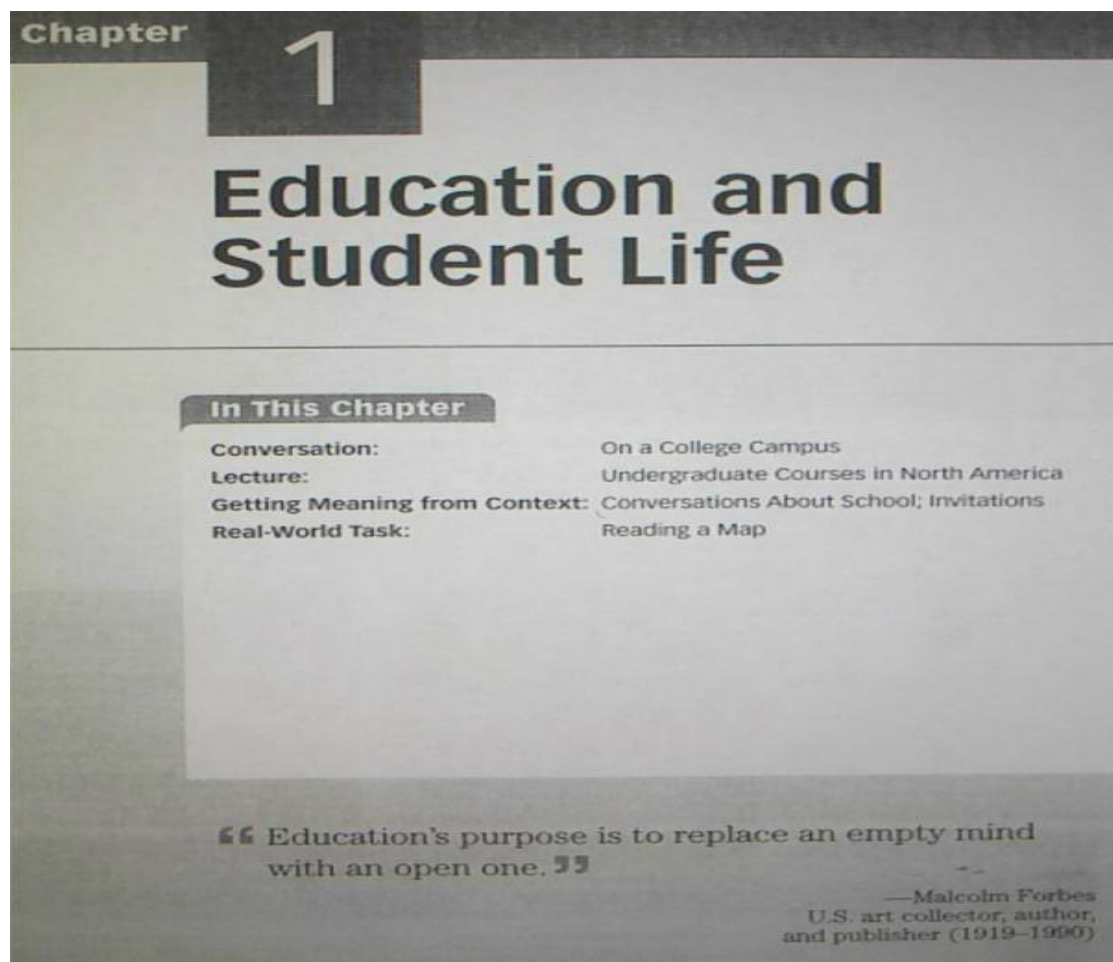 Chapter 1
Education and
Student Life
In This Chapter
Conversation: On a College Campus
Lecture: Undergraduate Courses in North America
Getting Meaning from Context: Conversations About School; Invitations
Real-World Task: Reading a Map
“ Education's purpose is to replace an empty mind
with an open one. ”
—Malcolm Forbes
U.S. art collector, author,
and publisher (1919–1990)